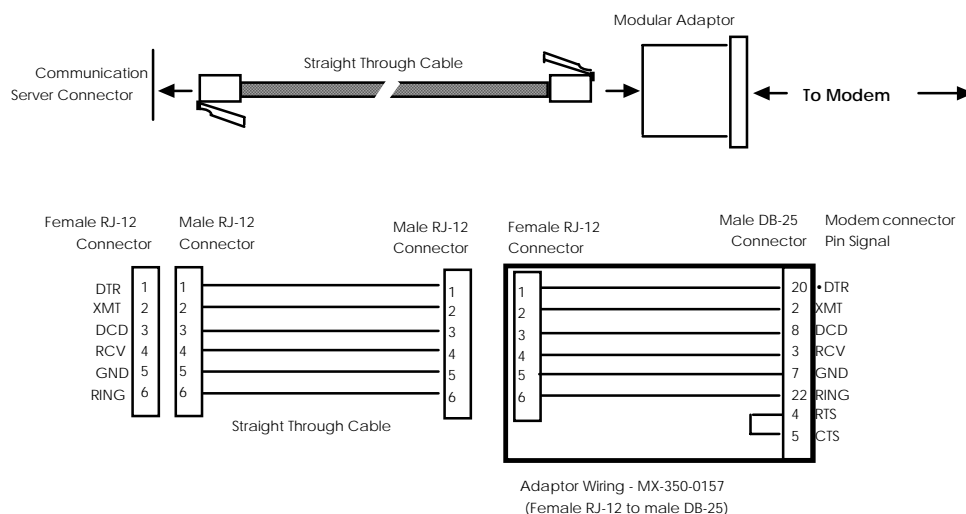 Modular Adaptor
Straight Through Cable
Communication
Server Connector
To Modem
Female RJ-12
Connector
Male RJ-12
Connector
Male RJ-12
Connector
Female RJ-12
Connector
Male DB-25
Connector
Modem connector
Pin Signal
DTR 1 1 1 1 20 •DTR
XMT 2 2 2 2 2 XMT
DCD 3 3 3 3 8 DCD
RCV 4 4 4 4 3 RCV
GND 5 5 5 5 7 GND
RING 6 6 6 6 22 RING
4 RTS
5 CTS
Straight Through Cable
Adaptor Wiring - MX-350-0157
(Female RJ-12 to male DB-25)